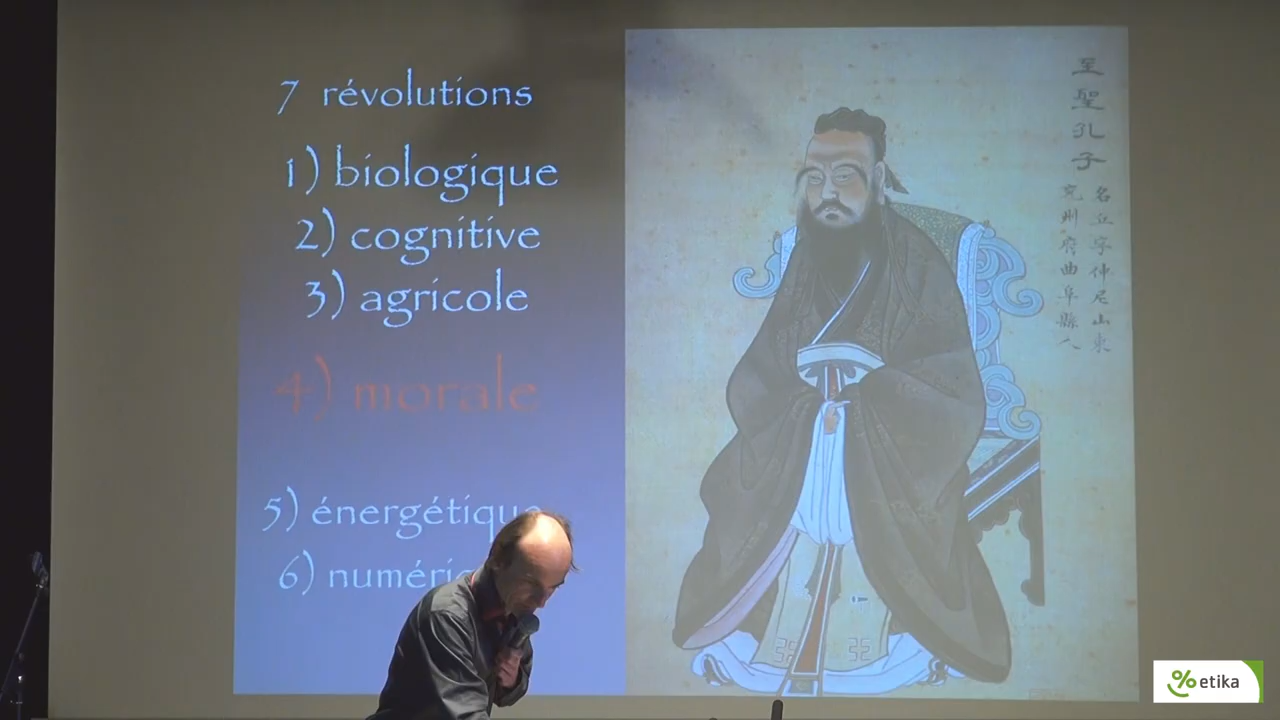 7 révolutions
1) biologique
2) cognitive
3) agricole
4) morale
5) énergétique
6) numéri
至聖孔子
名丘字仲尼山東
兗州府曲阜縣人
etika